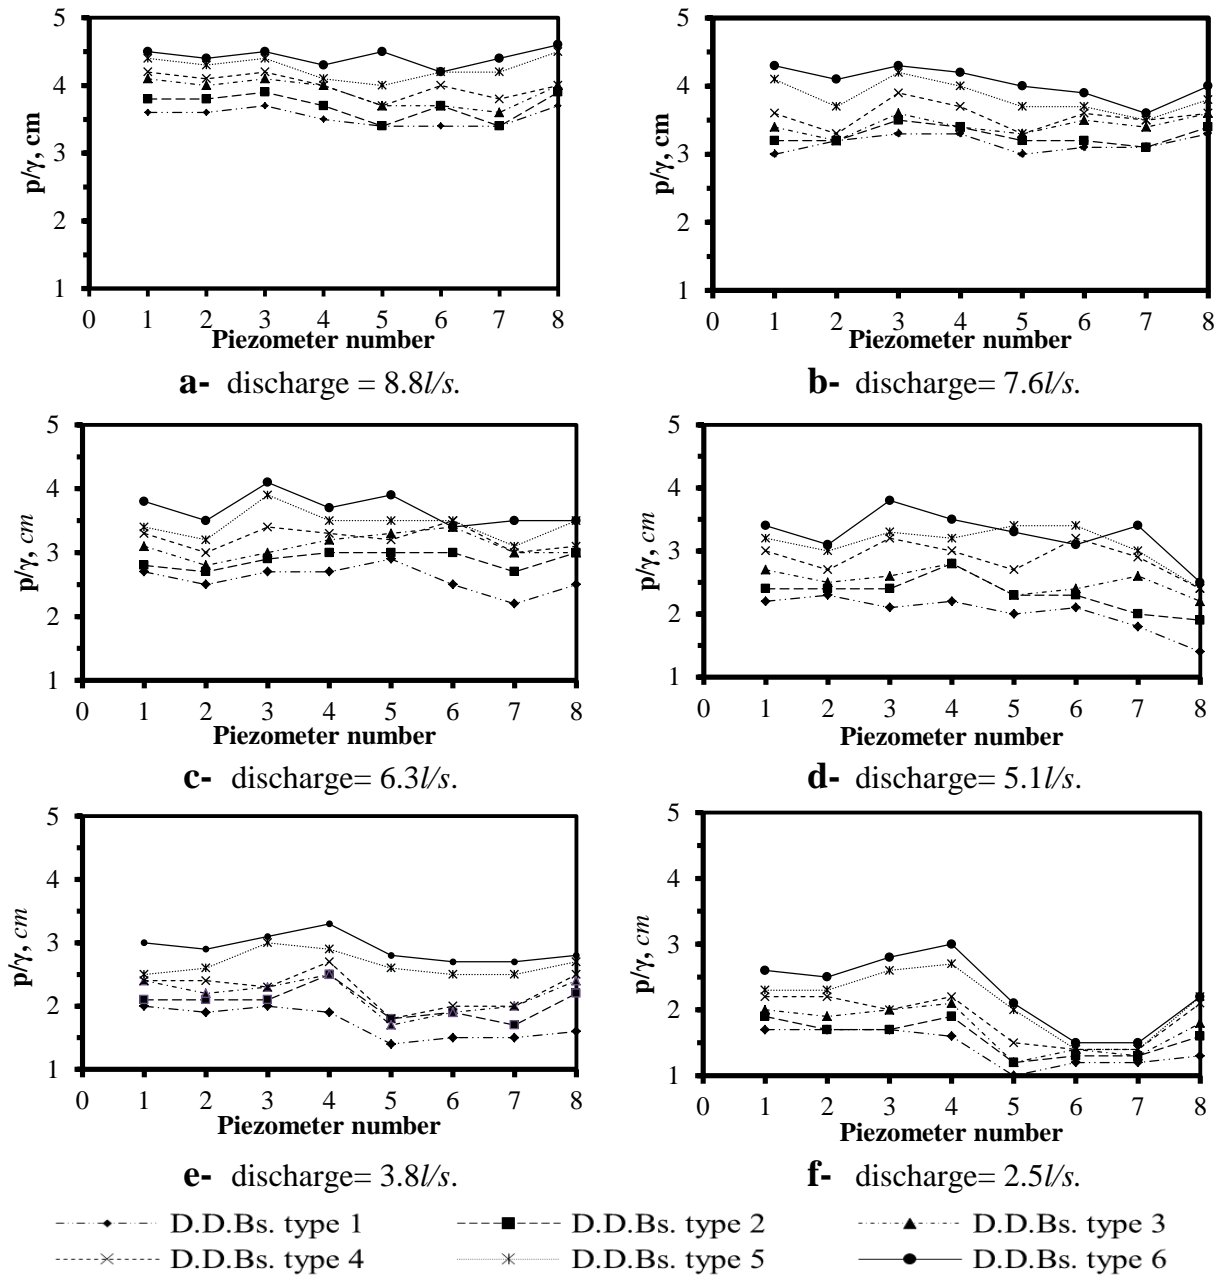 5
4
3
2
1
p/γ, cm
0 1 2 3 4 5 6 7 8
Piezometer number
a- discharge = 8.8l/s.
5
4
3
2
1
p/γ, cm
0 1 2 3 4 5 6 7 8
Piezometer number
b- discharge= 7.6l/s.
5
4
3
2
1
p/γ, cm
0 1 2 3 4 5 6 7 8
Piezometer number
c- discharge= 6.3l/s.
5
4
3
2
1
p/γ, cm
0 1 2 3 4 5 6 7 8
Piezometer number
d- discharge= 5.1l/s.
5
4
3
2
1
p/γ, cm
0 1 2 3 4 5 6 7 8
Piezometer number
e- discharge= 3.8l/s.
5
4
3
2
1
p/γ, cm
0 1 2 3 4 5 6 7 8
Piezometer number
f- discharge= 2.5l/s.
D.D.Bs. type 1 D.D.Bs. type 2 D.D.Bs. type 3
D.D.Bs. type 4 D.D.Bs. type 5 D.D.Bs. type 6